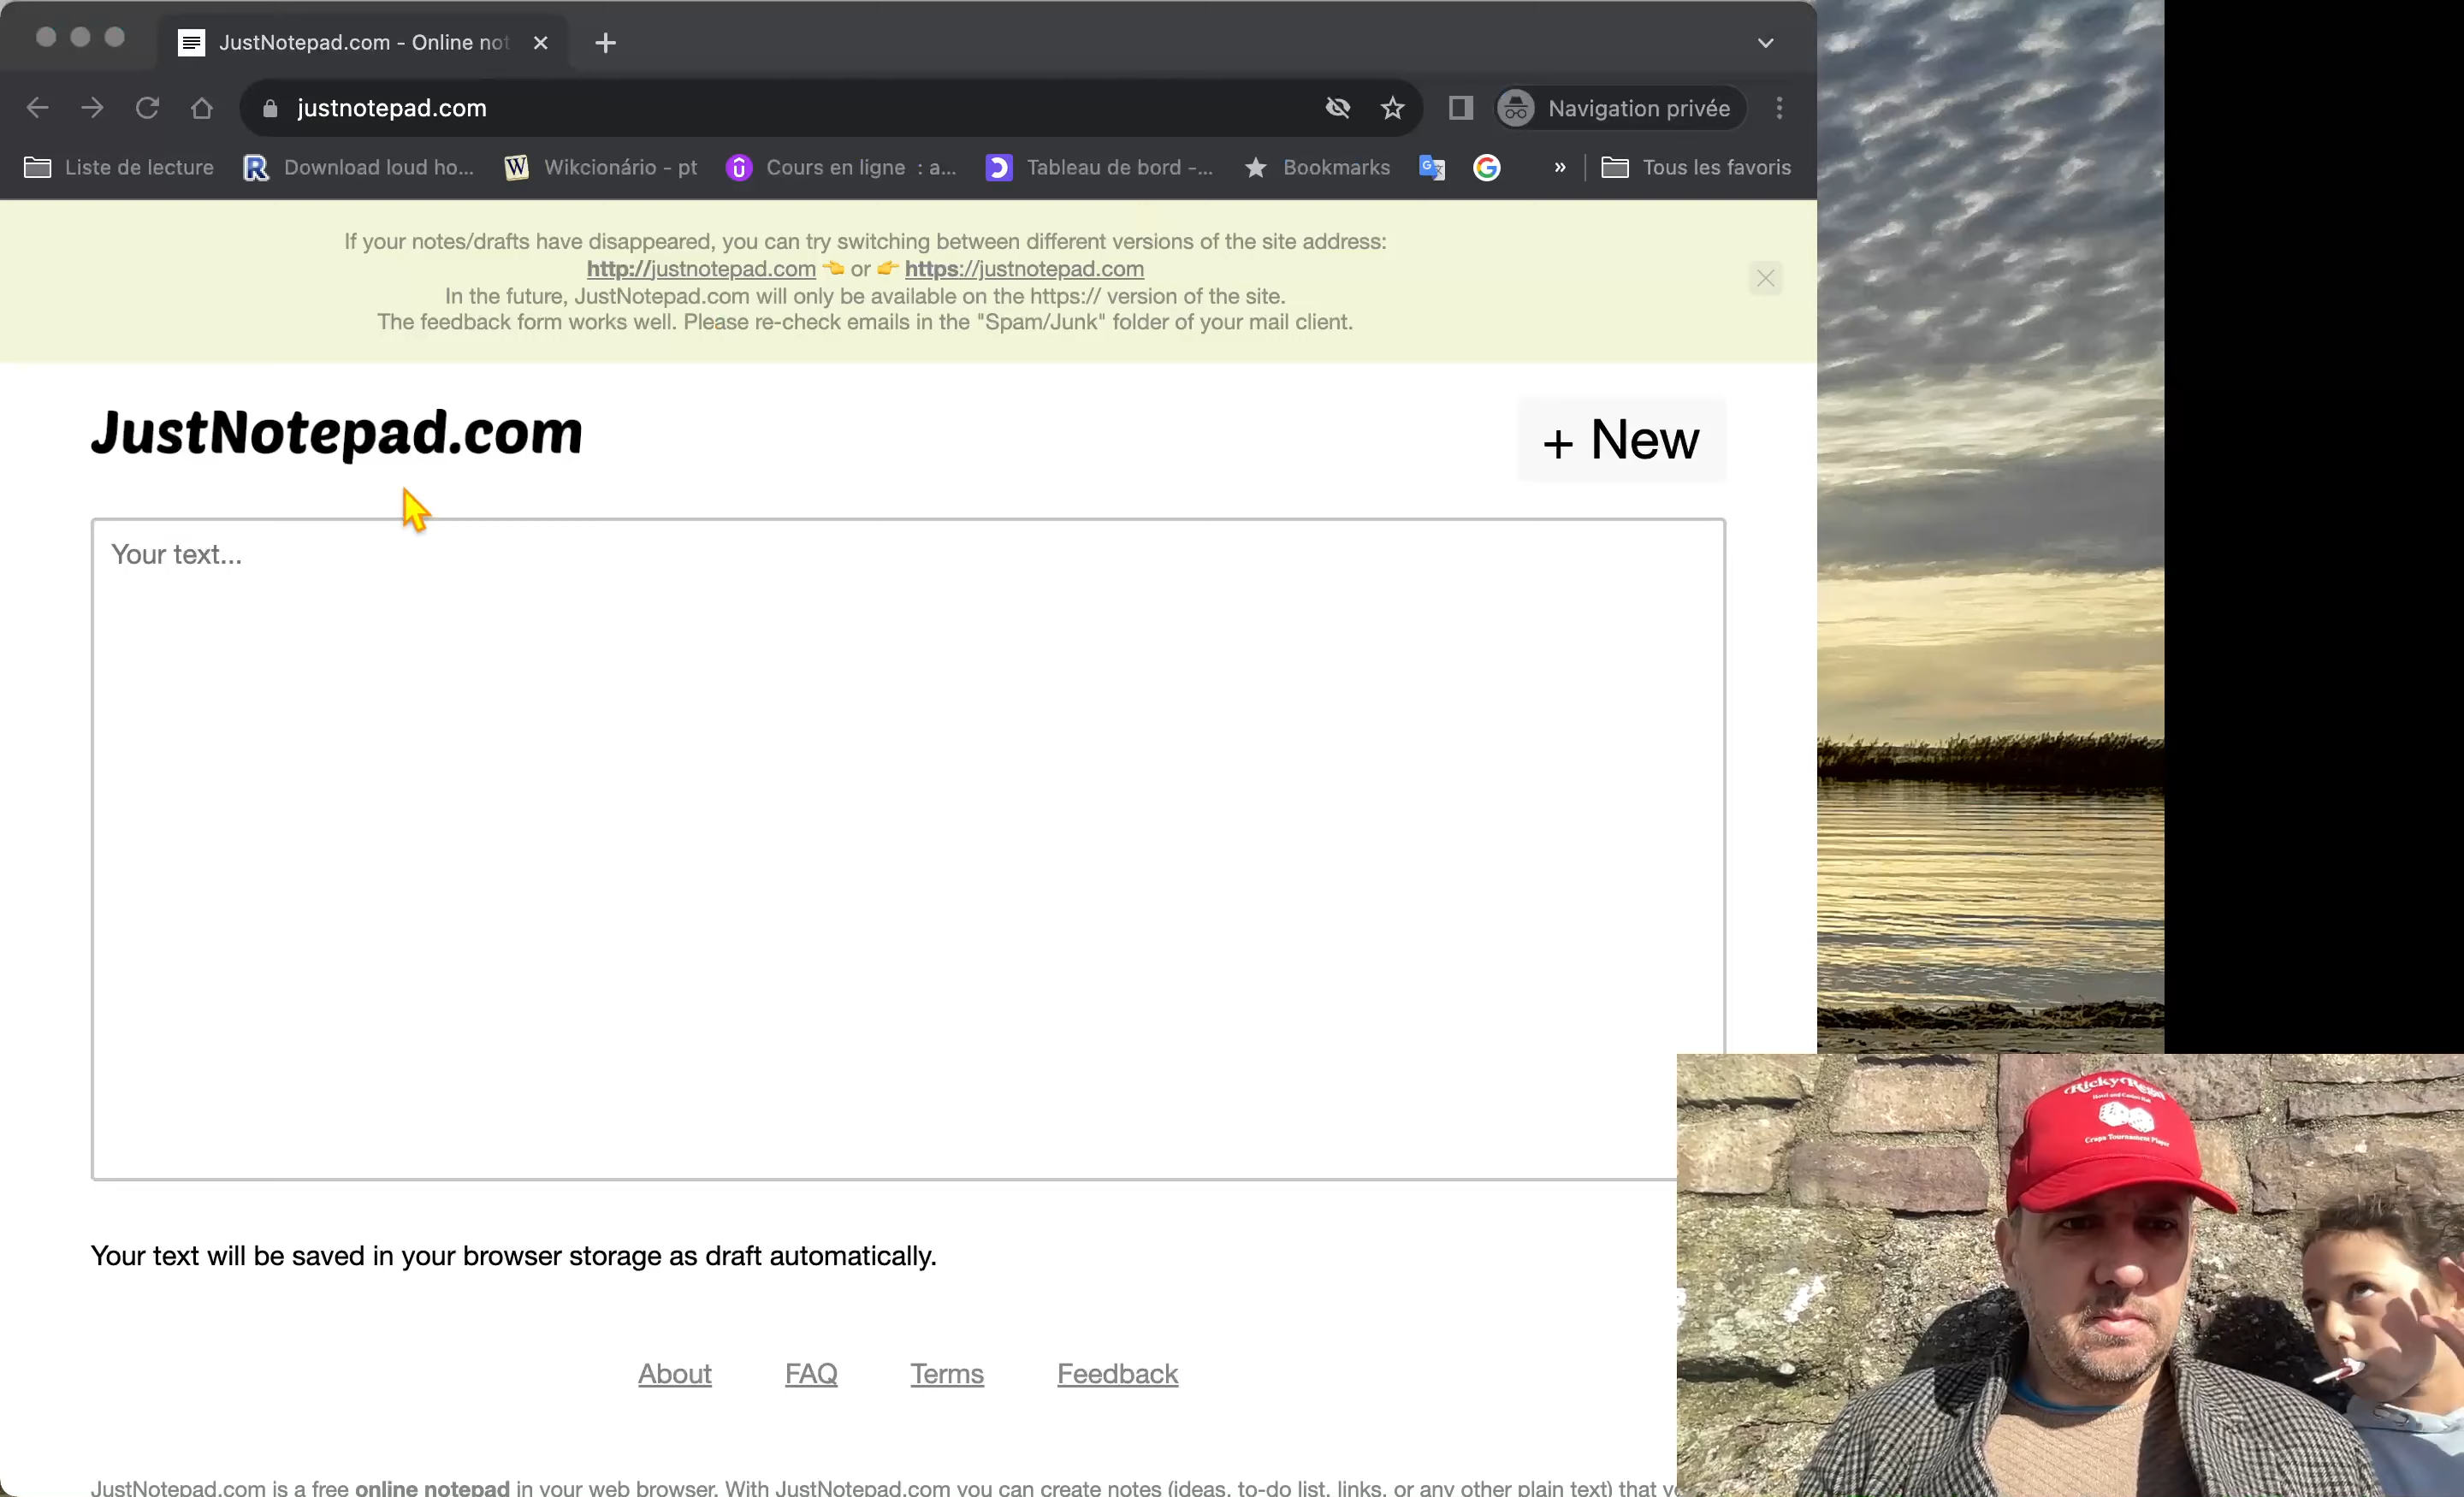 JustNotepad.com - Online not
justnotepad.com
Navigation privée
Liste de lecture
Download loud ho...
Wikcionário - pt
Cours en ligne : a...
Tableau de bord -...
Bookmarks
»
Tous les favoris
If your notes/drafts have disappeared, you can try switching between different versions of the site address:
http://justnotepad.com 👈 or 👉 https://justnotepad.com
In the future, JustNotepad.com will only be available on the https:// version of the site.
The feedback form works well. Please re-check emails in the "Spam/Junk" folder of your mail client.
JustNotepad.com
+ New
Your text...
Your text will be saved in your browser storage as draft automatically.
About FAQ Terms Feedback
JustNotepad.com is a free online notepad in your web browser. With JustNotepad.com you can create notes (ideas, to-do list, links, or any other plain text) that
Ricky
Hotel and Casino
Craps Tournament Player